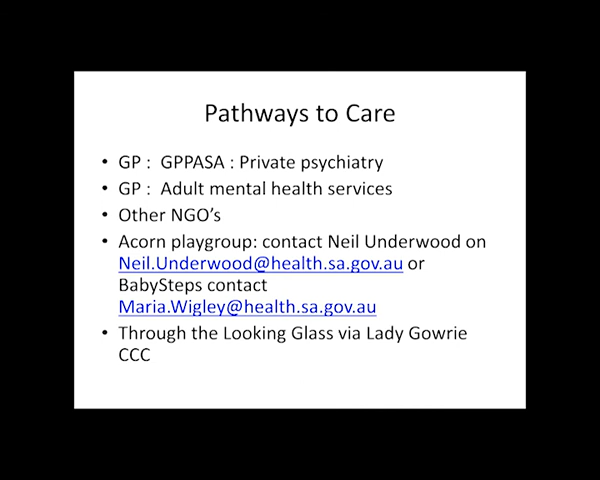 Pathways to Care
• GP : GPPASA : Private psychiatry
• GP : Adult mental health services
• Other NGO's
• Acorn playgroup: contact Neil Underwood on
Neil.Underwood@health.sa.gov.au or
BabySteps contact
Maria.Wigley@health.sa.gov.au
• Through the Looking Glass via Lady Gowrie
CCC